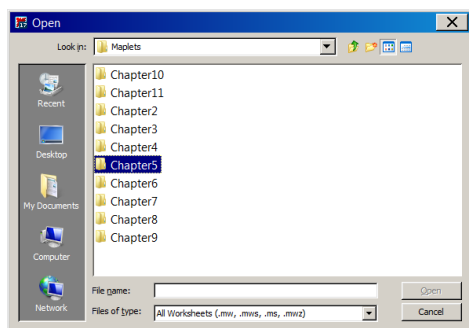 Open
Look in: Maplets
Recent
Desktop
My Documents
Computer
Network
Chapter10
Chapter11
Chapter2
Chapter3
Chapter4
Chapter5
Chapter6
Chapter7
Chapter8
Chapter9
File name: Open
Files of type: All Worksheets (.mw, .mws, .ms, .mwz) Cancel